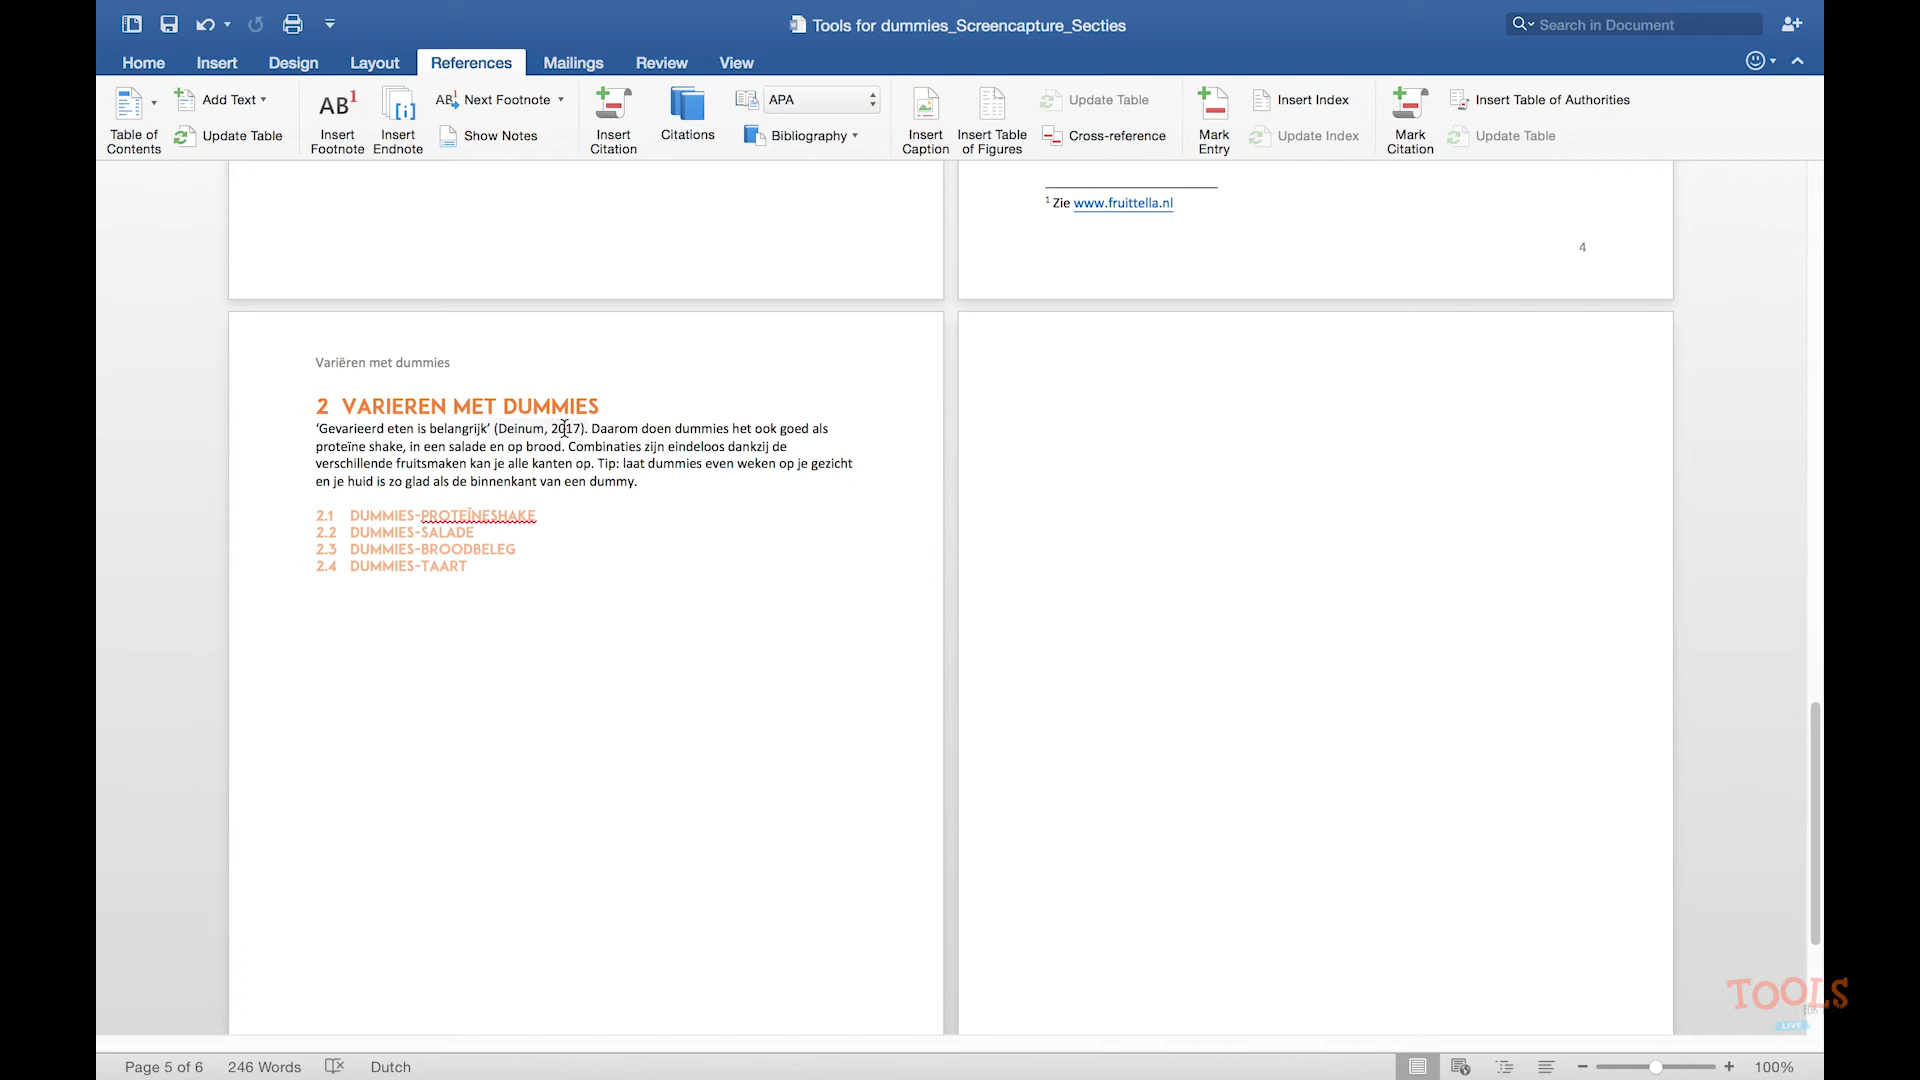 Tools for dummies_Screencapture_Secties
Search in Document
Home
Insert
Design
Layout
References
Mailings
Review
View
Table of Contents
Add Text
Update Table
AB1
Insert Footnote
[i]
Insert Endnote
AB1
Next Footnote
Show Notes
Insert Citation
Citations
APA
Bibliography
Insert Caption
Insert Table of Figures
Update Table
Cross-reference
Mark Entry
Insert Index
Update Index
Mark Citation
Insert Table of Authorities
Update Table
1 Zie www.fruittella.nl
4
Variëren met dummies
2 VARIEREN MET DUMMIES
‘Gevarieerd eten is belangrijk’ (Deinum, 2017). Daarom doen dummies het ook goed als
proteïne shake, in een salade en op brood. Combinaties zijn eindeloos dankzij de
verschillende fruitsmaken kan je alle kanten op. Tip: laat dummies even weken op je gezicht
en je huid is zo glad als de binnenkant van een dummy.
2.1 DUMMIES-PROTEÏNESHAKE
2.2 DUMMIES-SALADE
2.3 DUMMIES-BROODBELEG
2.4 DUMMIES-TAART
TOOLS
FOR
LIVE
Page 5 of 6
246 Words
Dutch
100%